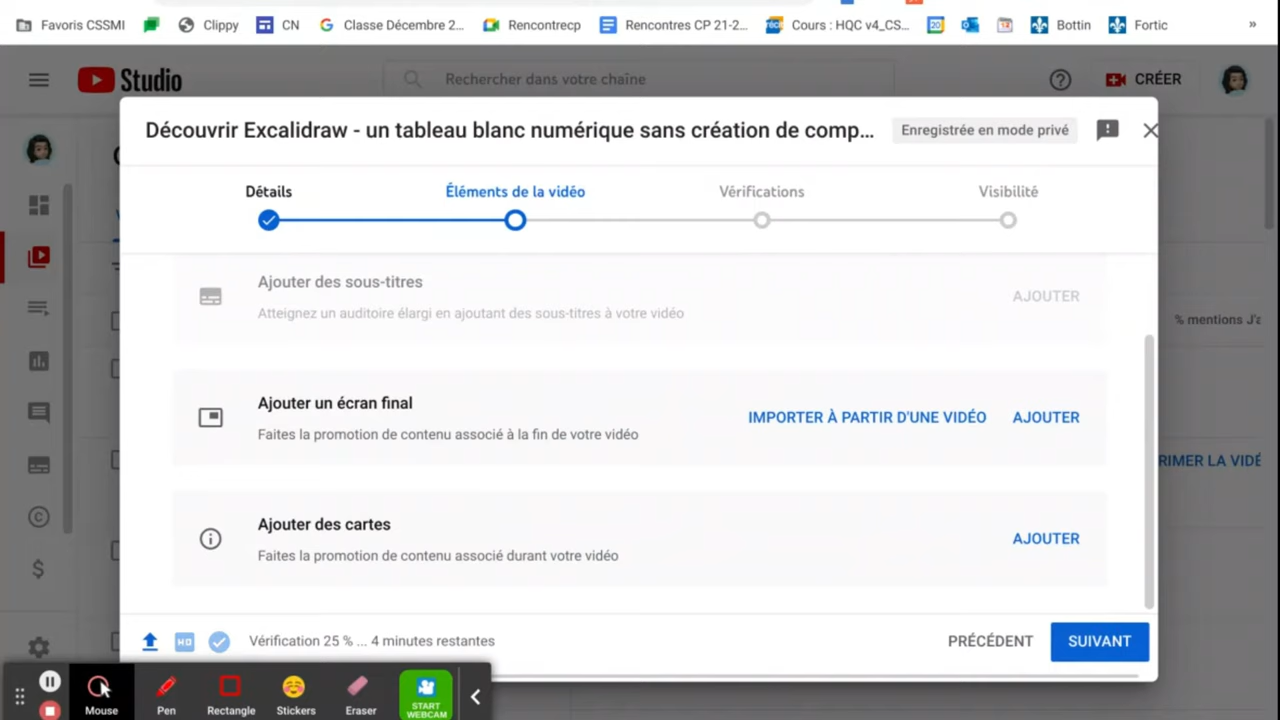 Favoris CSSMI
Clippy
CN
Classe Décembre 2...
Rencontrecp
Rencontres CP 21-2...
Cours : HQC v4_CS...
Bottin
Fortic
»
Studio
Rechercher dans votre chaîne
CRÉER
Découvrir Excalidraw - un tableau blanc numérique sans création de comp...
Enregistrée en mode privé
Détails
Éléments de la vidéo
Vérifications
Visibilité
Ajouter des sous-titres
AJOUTER
Atteignez un auditoire élargi en ajoutant des sous-titres à votre vidéo
% mentions J'a
Ajouter un écran final
IMPORTER À PARTIR D'UNE VIDÉO
AJOUTER
Faites la promotion de contenu associé à la fin de votre vidéo
RIMER LA VIDÉ
Ajouter des cartes
AJOUTER
Faites la promotion de contenu associé durant votre vidéo
HD
Vérification 25 % ... 4 minutes restantes
PRÉCÉDENT
SUIVANT
Mouse
Pen
Rectangle
Stickers
Eraser
START
WEBCAM